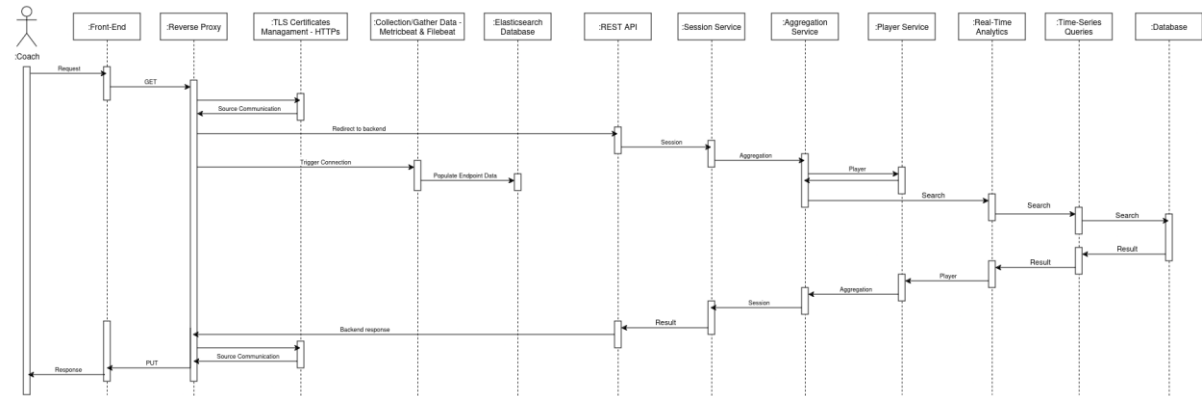 :Coach
:Front-End
:Reverse Proxy
:TLS Certificates
Managament - HTTPs
:Collection/Gather Data -
Metricbeat & Filebeat
:Elasticsearch
Database
:REST API
:Session Service
:Aggregation
Service
:Player Service
:Real-Time
Analytics
:Time-Series
Queries
:Database
Request
GET
Source Communication
Redirect to backend
Session
Aggregation
Trigger Connection
Player
Populate Endpoint Data
Search
Search
Search
Result
Result
Player
Aggregation
Session
Result
Backend response
Source Communication
PUT
Response